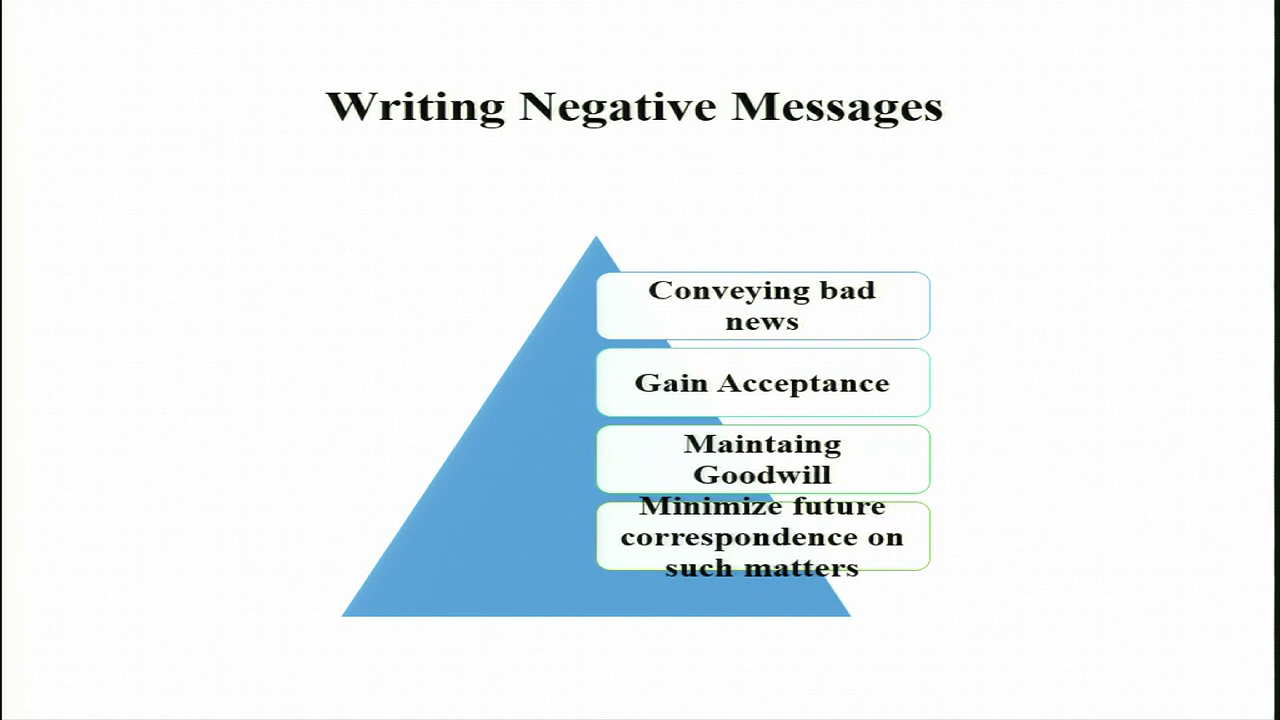 Writing Negative Messages
Conveying bad
news
Gain Acceptance
Maintaing
Goodwill
Minimize future
correspondence on
such matters